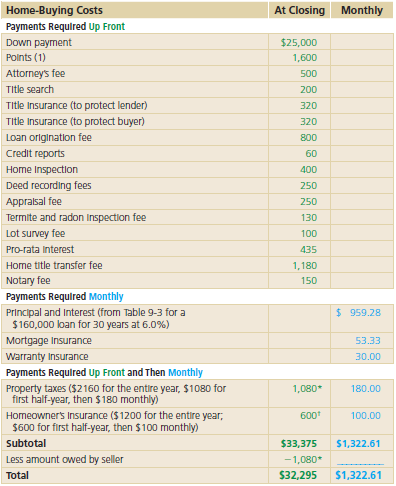 Home-Buying Costs At Closing Monthly
Payments Required Up Front
Down payment $25,000
Points (1) 1,600
Attorney's fee 500
Title search 200
Title Insurance (to protect lender) 320
Title Insurance (to protect buyer) 320
Loan origination fee 800
Credit reports 60
Home Inspection 400
Deed recording fees 250
Appraisal fee 250
Termite and radon Inspection fee 130
Lot survey fee 100
Pro-rata Interest 435
Home title transfer fee 1,180
Notary fee 150
Payments Required Monthly
Principal and Interest (from Table 9-3 for a $ 959.28
$160,000 loan for 30 years at 6.0%)
Mortgage Insurance 53.33
Warranty Insurance 30.00
Payments Required Up Front and Then Monthly
Property taxes ($2160 for the entire year, $1080 for 1,080* 180.00
first half-year, then $180 monthly)
Homeowner's Insurance ($1200 for the entire year; 600† 100.00
$600 for first half-year, then $100 monthly)
Subtotal $33,375 $1,322.61
Less amount owed by seller −1,080*
Total $32,295 $1,322.61